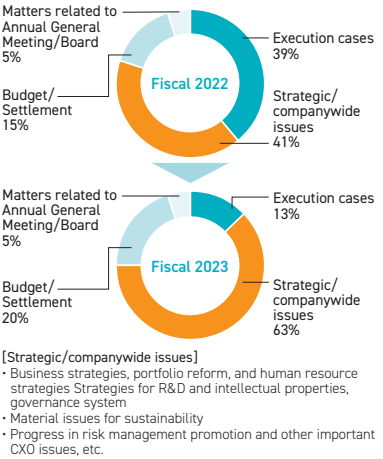 Matters related to
Annual General
Meeting/Board
5%
Execution cases
39%
Fiscal 2022
Budget/
Settlement
15%
Strategic/
companywide
issues
41%
Matters related to
Annual General
Meeting/Board
5%
Execution cases
13%
Fiscal 2023
Budget/
Settlement
20%
Strategic/
companywide
issues
63%
[Strategic/companywide issues]
・Business strategies, portfolio reform, and human resource
strategies Strategies for R&D and intellectual properties,
governance system
・Material issues for sustainability
・Progress in risk management promotion and other important
CXO issues, etc.